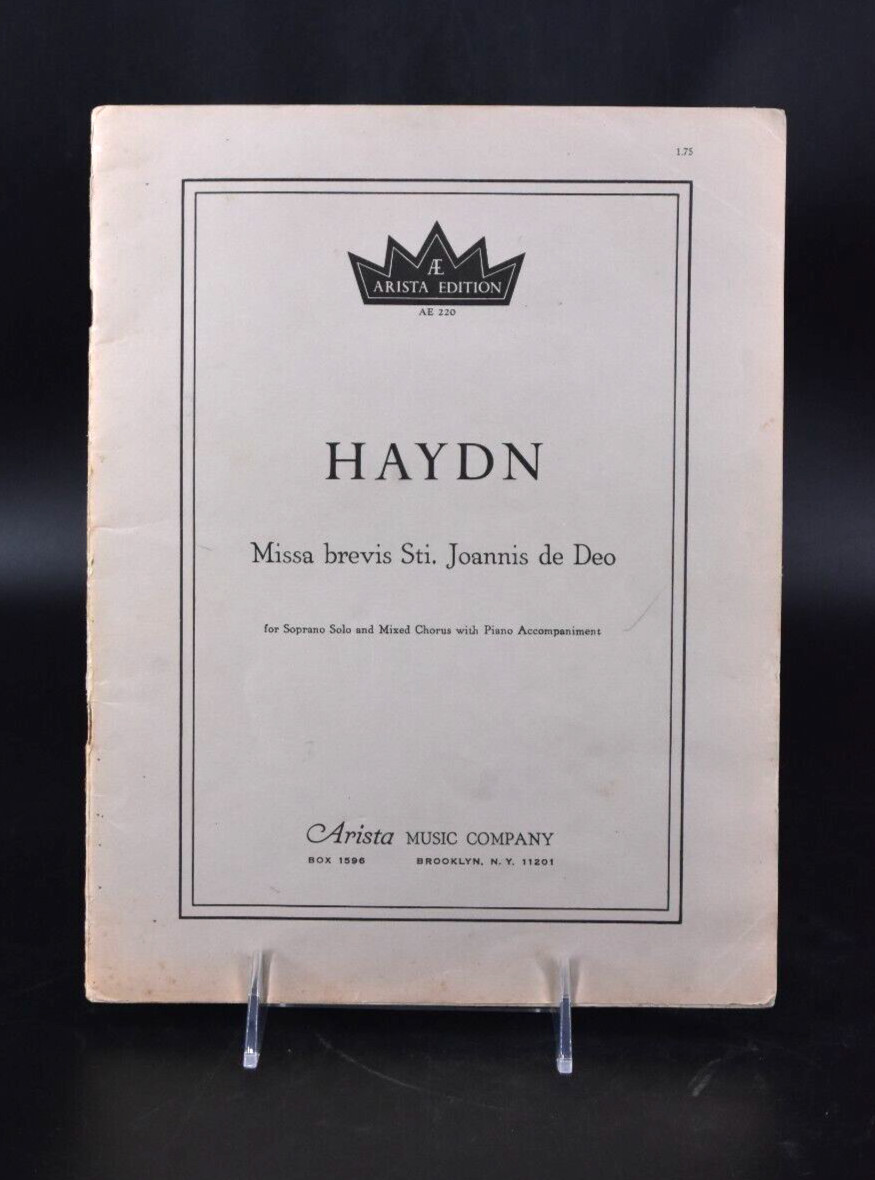 1.75
Æ
ARISTA EDITION
AE 220
HAYDN
Missa brevis Sti. Joannis de Deo
for Soprano Solo and Mixed Chorus with Piano Accompaniment
Arista MUSIC COMPANY
BOX 1596 BROOKLYN, N. Y. 11201